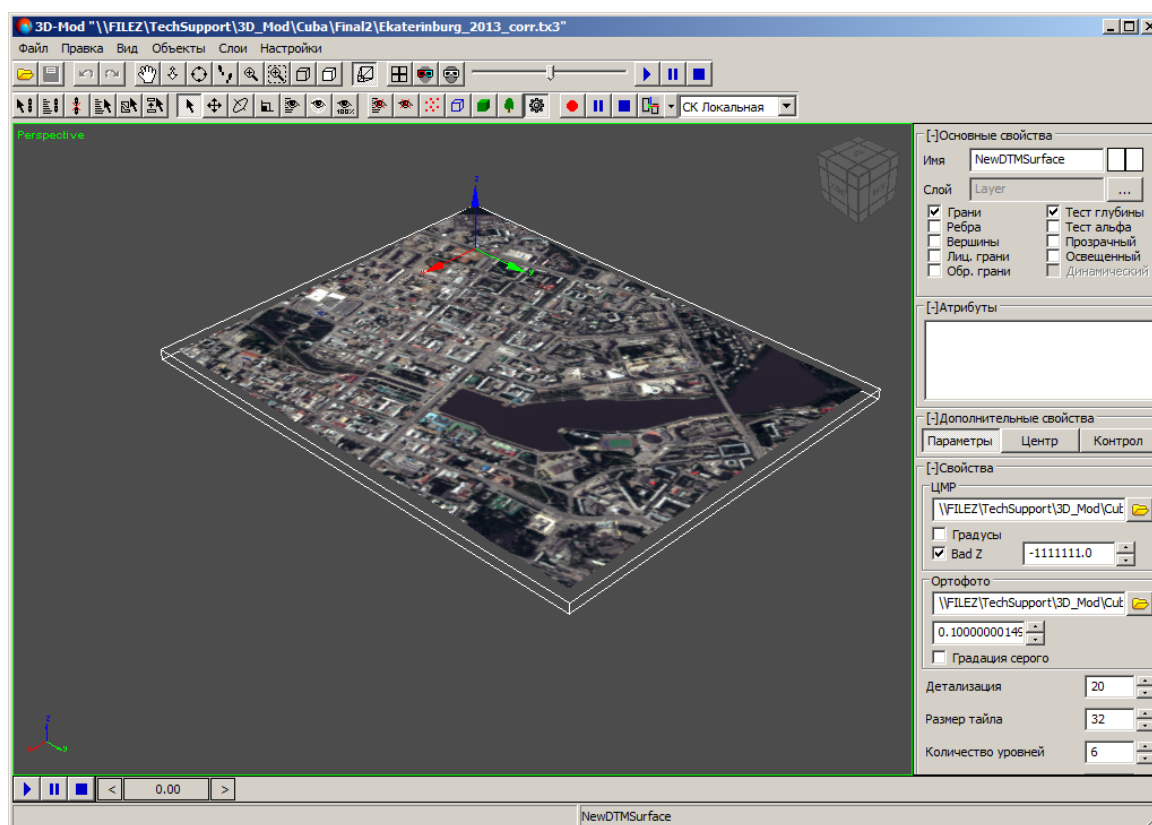 3D-Mod "\\FILEZ\TechSupport\3D_Mod\Cuba\Final2\Ekaterinburg_2013_corr.tx3"
Файл Правка Вид Объекты Слои Настройки
100%
СК Локальная
Perspective
[-]Основные свойства
Имя NewDTMSurface
Слой Layer ...
Грани Тест глубины
Ребра Тест альфа
Вершины Прозрачный
Лиц. грани Освещенный
Обр. грани Динамический
[-]Атрибуты
[-]Дополнительные свойства
Параметры Центр Контрол
[-]Свойства
ЦМР
\\FILEZ\TechSupport\3D_Mod\Cub
Градусы
Bad Z -1111111.0
Ортофото
\\FILEZ\TechSupport\3D_Mod\Cub
0.1000000014
Градация серого
Детализация 20
Размер тайла 32
Количество уровней 6
z
x y
z
y
< 0.00 >
NewDTMSurface